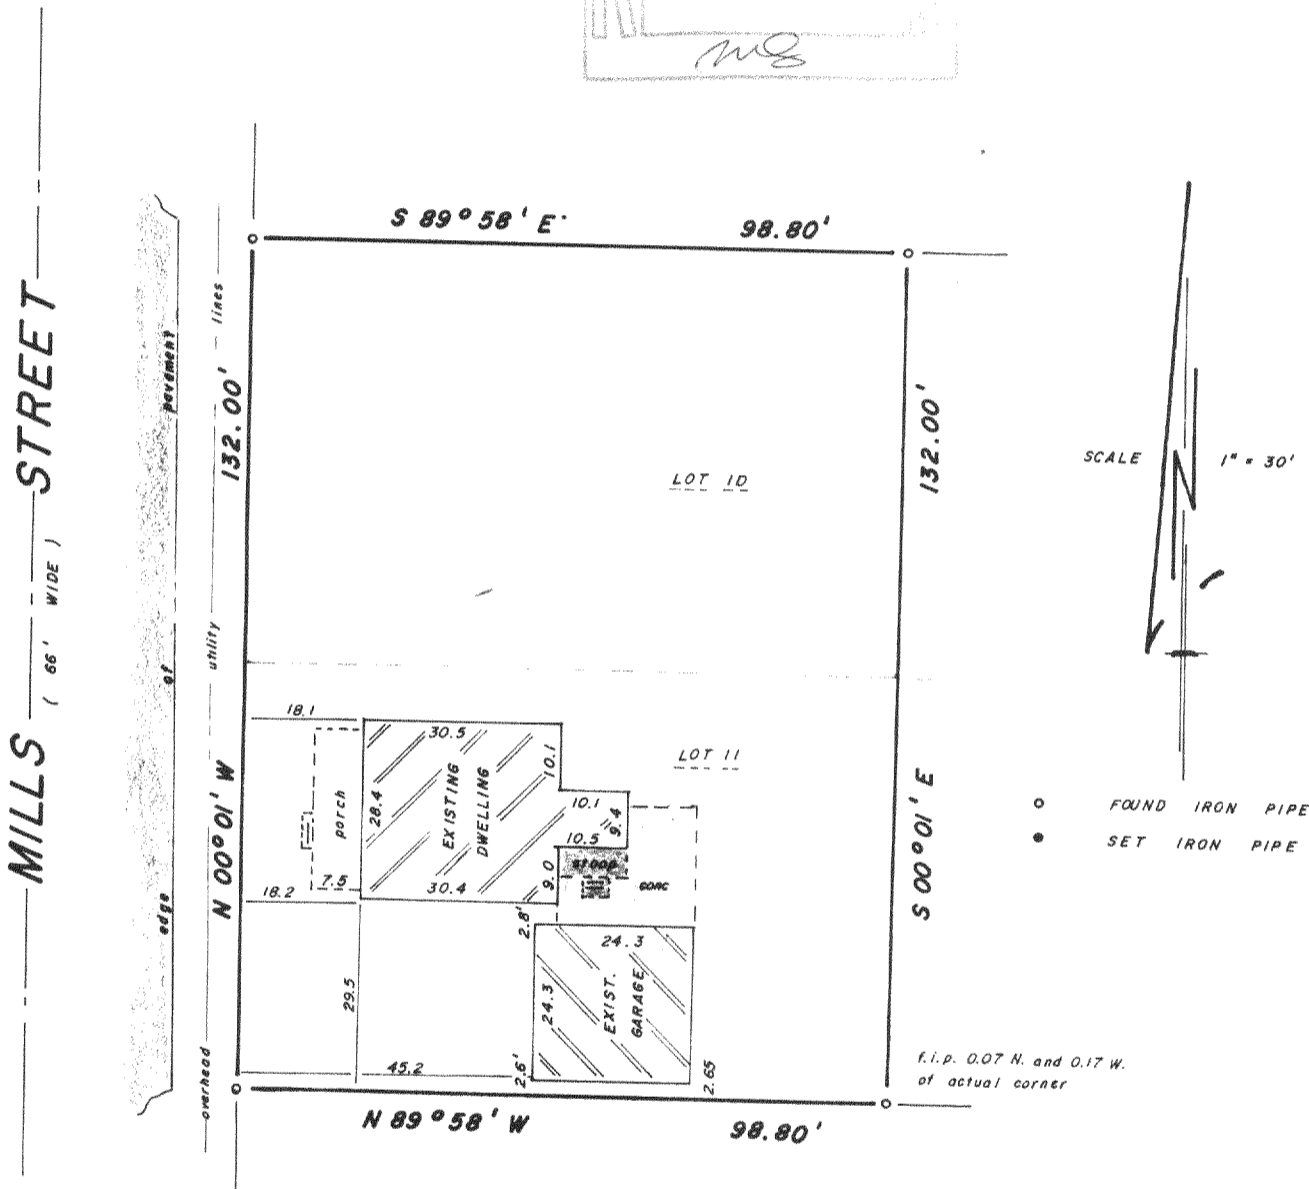 S 89° 58' E 98.80'
MILLS STREET
( 66' WIDE )
edge of pavement
overhead utility lines
N 00° 01' W 132.00'
132.00'
S 00° 01' E
LOT 10
SCALE 1" = 30'
N
18.1
30.5
10.1
LOT 11
porch
28.4
EXISTING
DWELLING
10.1
9.4
10.5
STOOP
7.5
30.4
9.0
CONC
18.2
2.8'
24.3
29.5
24.3
EXIST.
GARAGE
45.2
2.6'
2.65
FOUND IRON PIPE
SET IRON PIPE
f.i.p. 0.07 N. and 0.17 W.
of actual corner
N 89° 58' W 98.80'